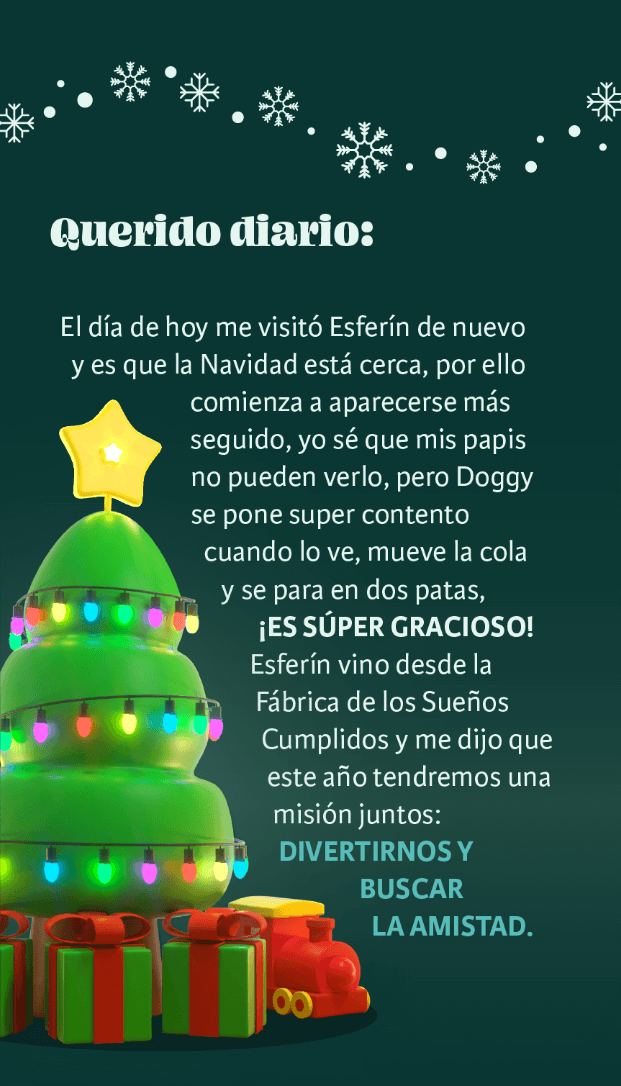 Querido diario:
El día de hoy me visitó Esferín de nuevo
y es que la Navidad está cerca, por ello
comienza a aparecerse más
seguido, yo sé que mis papis
no pueden verlo, pero Doggy
se pone super contento
cuando lo ve, mueve la cola
y se para en dos patas,
¡ES SÚPER GRACIOSO!
Esferín vino desde la
Fábrica de los Sueños
Cumplidos y me dijo que
este año tendremos una
misión juntos:
DIVERTIRNOS Y
BUSCAR
LA AMISTAD.